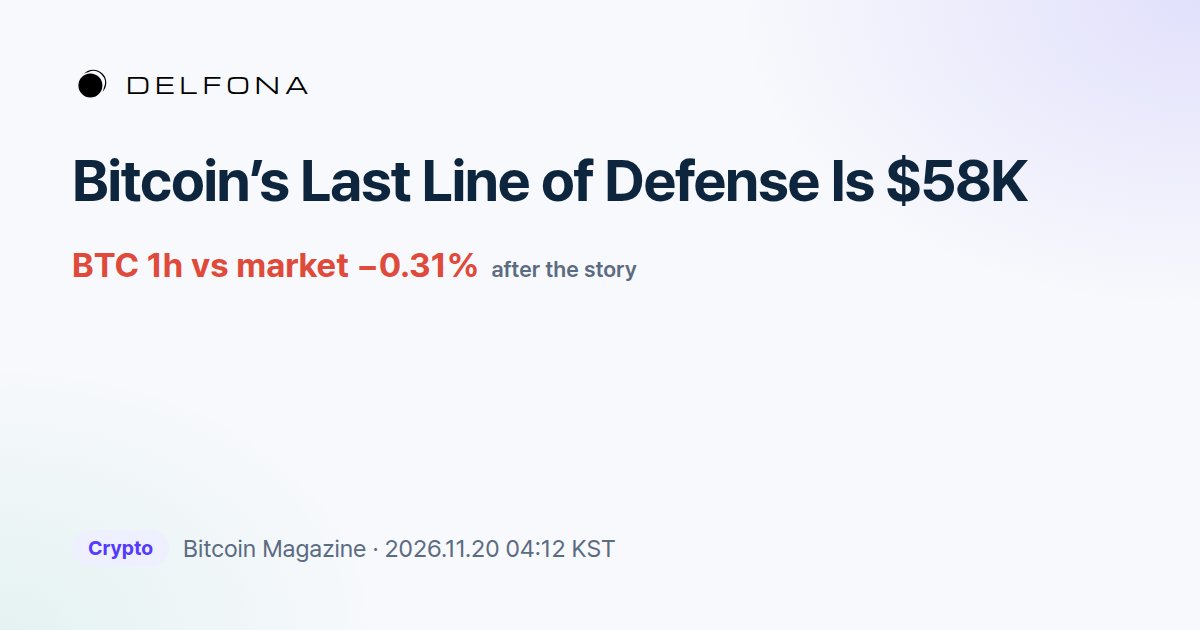 DELFONA
Bitcoin’s Last Line of Defense Is $58K
BTC 1h vs market −0.31% after the story
Crypto Bitcoin Magazine · 2026.11.20 04:12 KST